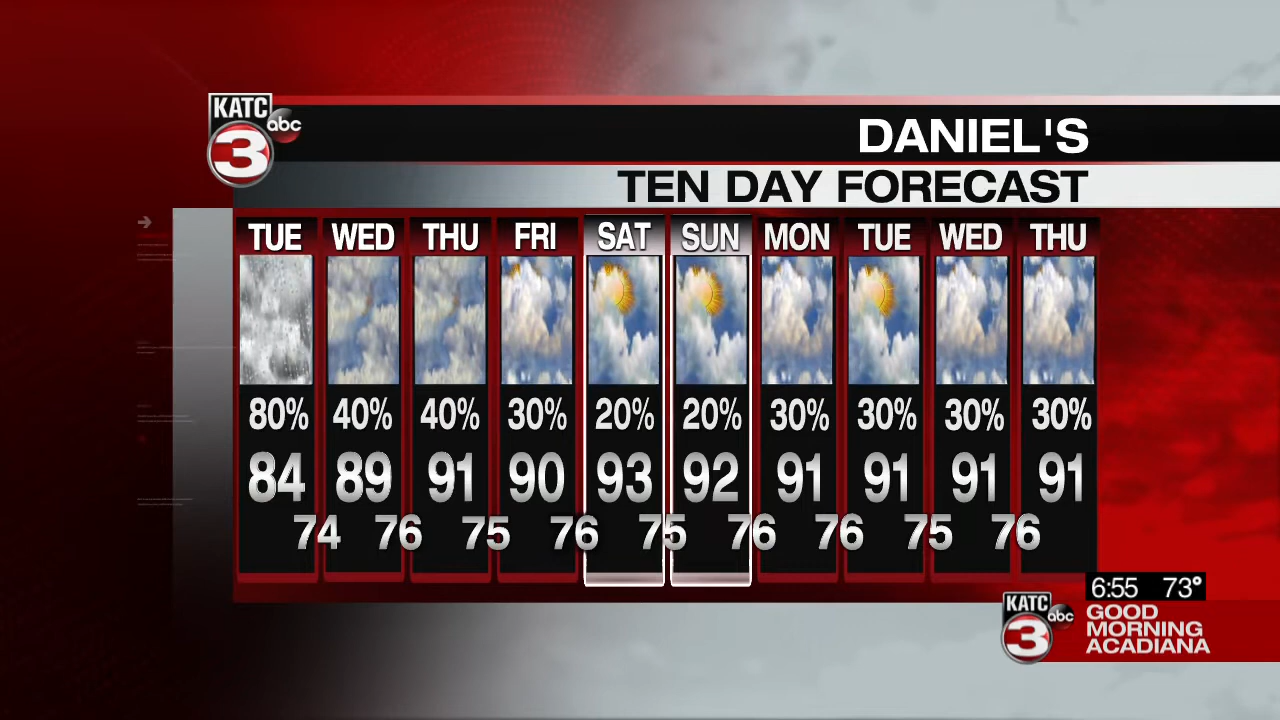 KATC
abc
3
DANIEL'S
TEN DAY FORECAST
TUE WED THU FRI SAT SUN MON TUE WED THU
80% 40% 40% 30% 20% 20% 30% 30% 30% 30%
84 89 91 90 93 92 91 91 91 91
74 76 75 76 75 76 76 75 76
6:55 73°
KATC
abc
3
GOOD
MORNING
ACADIANA